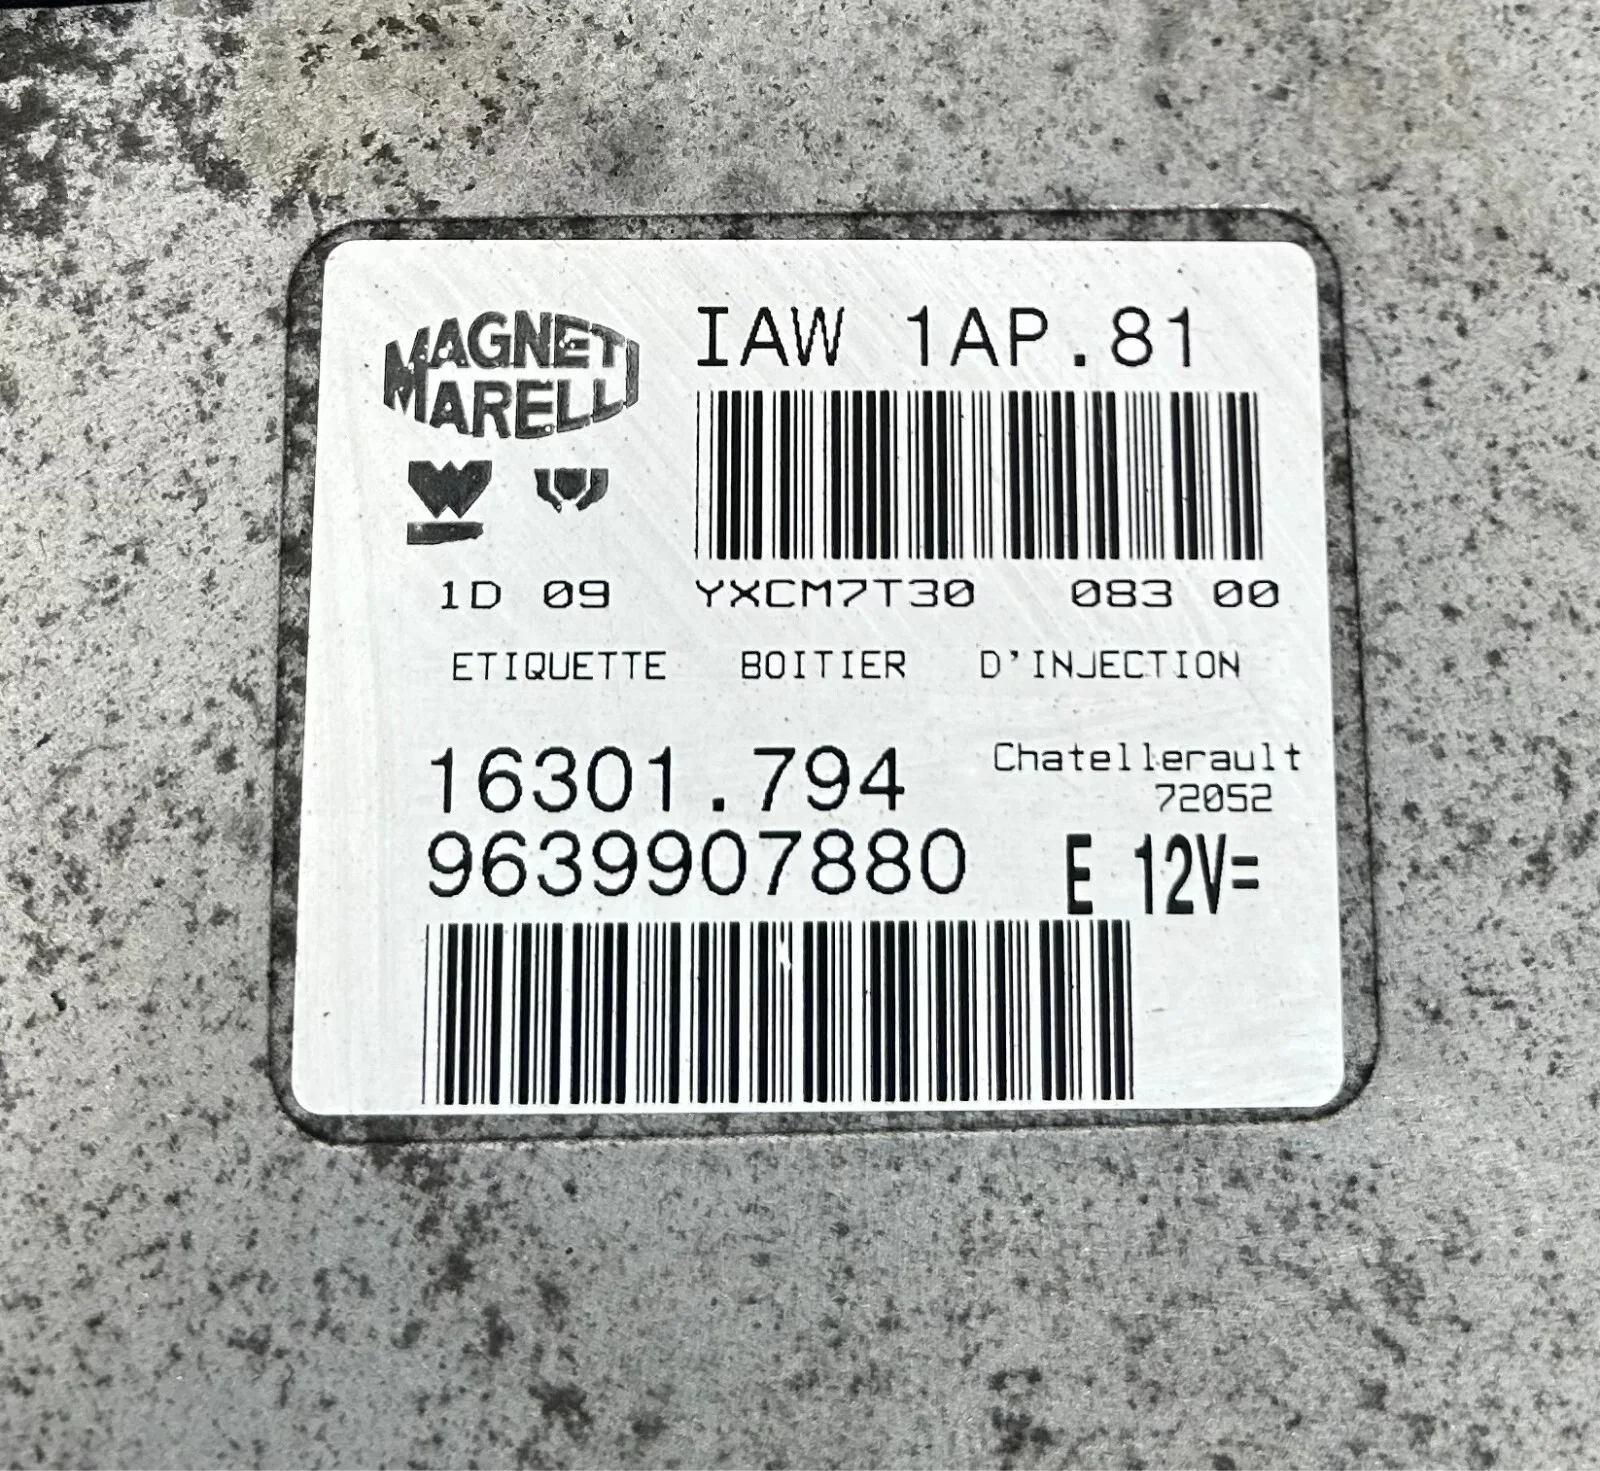 MAGNETI
MARELLI
IAW 1AP.81
1D 09 YXCM7T30 083 00
ETIQUETTE BOITIER D'INJECTION
16301.794
Chatellerault
72052
9639907880
E 12V=